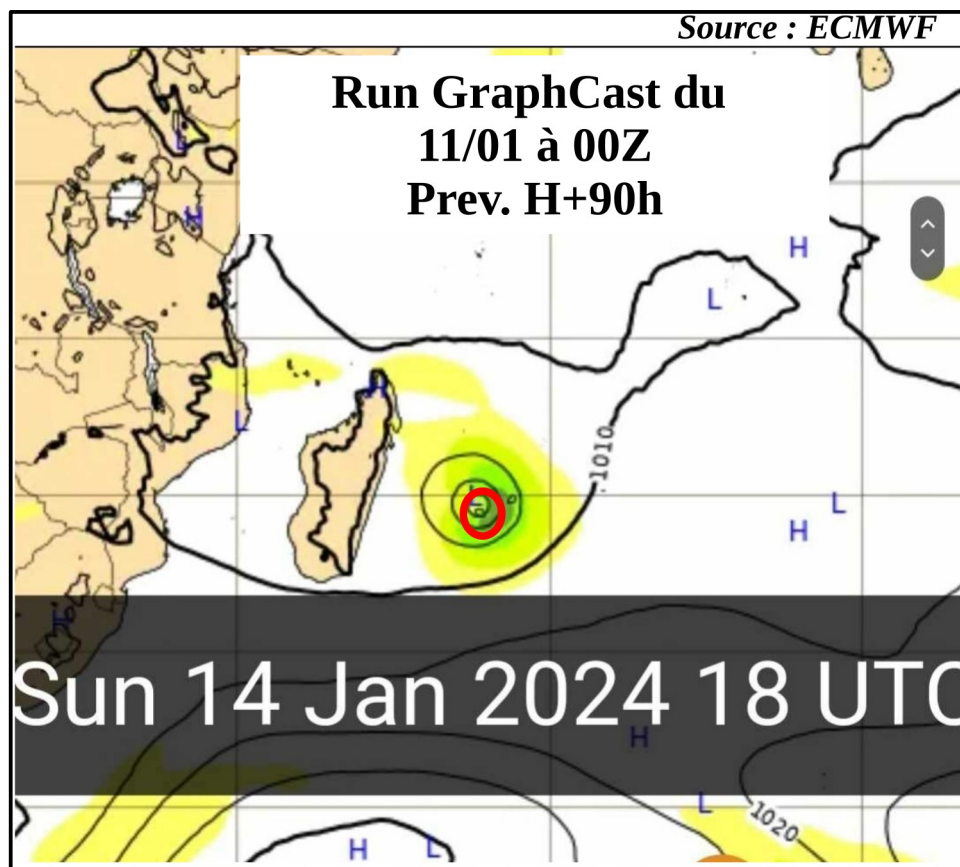 Source : ECMWF
Run GraphCast du
11/01 à 00Z
Prev. H+90h
L
H
H
L
H
L
1010
L
L
H
L
Sun 14 Jan 2024 18 UTC
H
L
1020
H
L